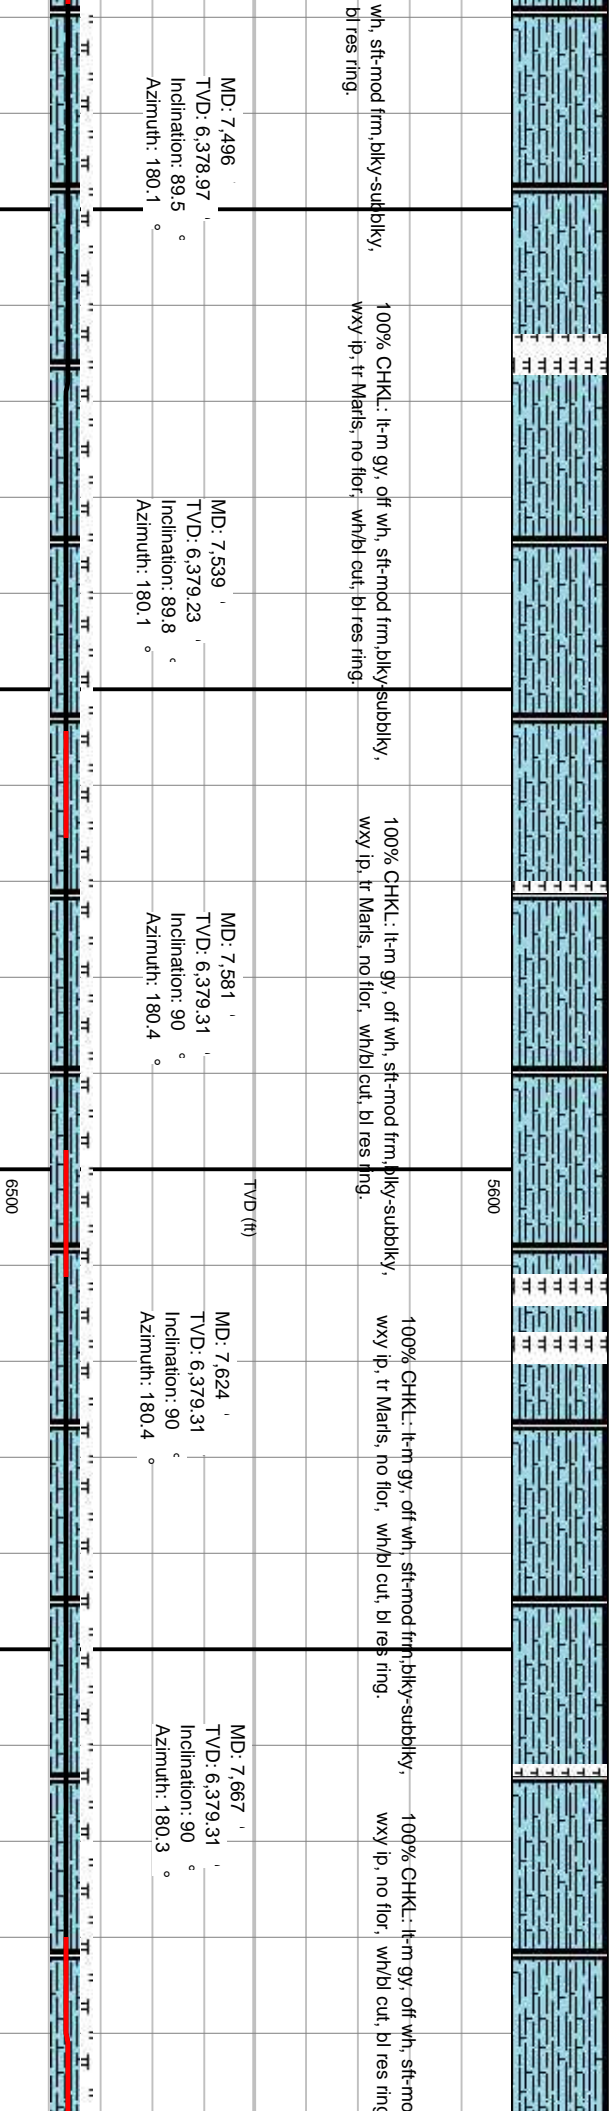 wh, sft-mod frm,blky-subblky,
bl res ring.
MD: 7,496 '
TVD: 6,378.97 '
Inclination: 89.5 °
Azimuth: 180.1 °
100% CHKL: lt-m gy, off wh, sft-mod frm,blky-subblky,
wxy ip, tr Marls, no flor, wh/bl cut, bl res ring.
MD: 7,539 '
TVD: 6,379.23 '
Inclination: 89.8 °
Azimuth: 180.1 °
100% CHKL: lt-m gy, off wh, sft-mod frm,blky-subblky,
wxy ip, tr Marls, no flor, wh/bl cut, bl res ring.
MD: 7,581 '
TVD: 6,379.31 '
Inclination: 90 °
Azimuth: 180.4 °
5600
TVD (ft)
6500
100% CHKL: lt-m gy, off wh, sft-mod frm,blky-subblky,
wxy ip, tr Marls, no flor, wh/bl cut, bl res ring.
MD: 7,624 '
TVD: 6,379.31 '
Inclination: 90 °
Azimuth: 180.4 °
100% CHKL: lt-m gy, off wh, sft-mo
wxy ip, no flor, wh/bl cut, bl res ring
MD: 7,667 '
TVD: 6,379.31 '
Inclination: 90 °
Azimuth: 180.3 °